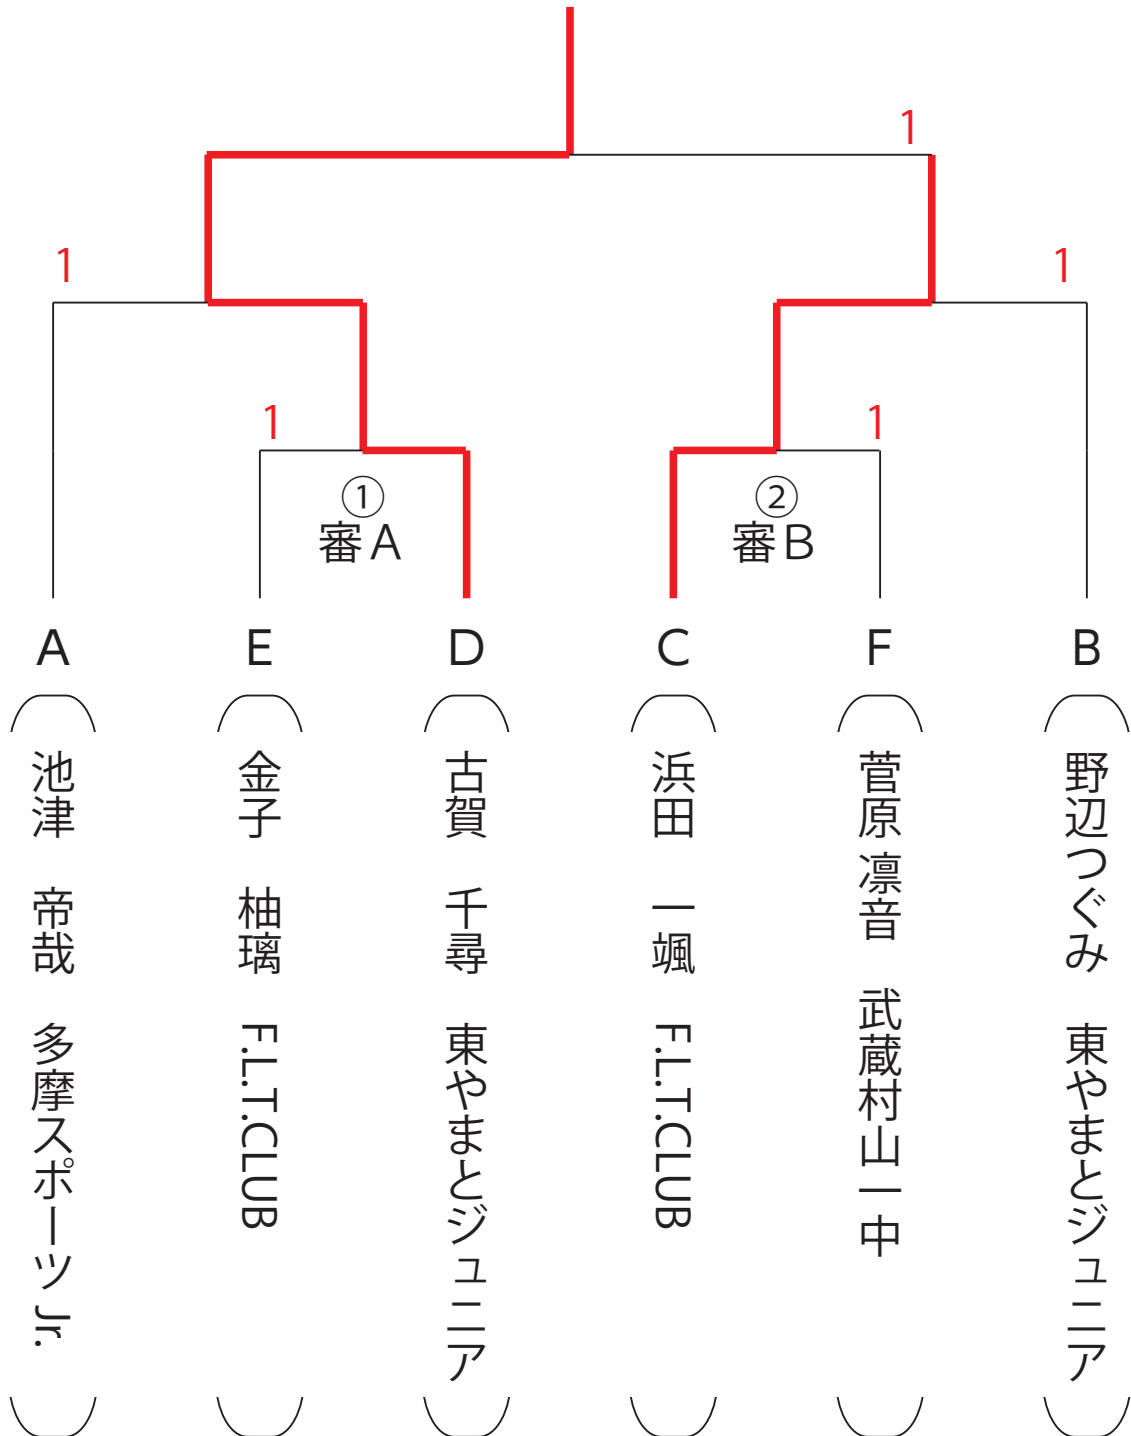 1
1
1
1
1
①
審A
②
審B
A
E
D
C
F
B
池津　帝哉　多摩スポーツ Jr.
金子　柚璃　F.L.T.CLUB
古賀　千尋　東やまとジュニア
浜田　一颯　F.L.T.CLUB
菅原 凛音　武蔵村山一中
野辺つぐみ　東やまとジュニア